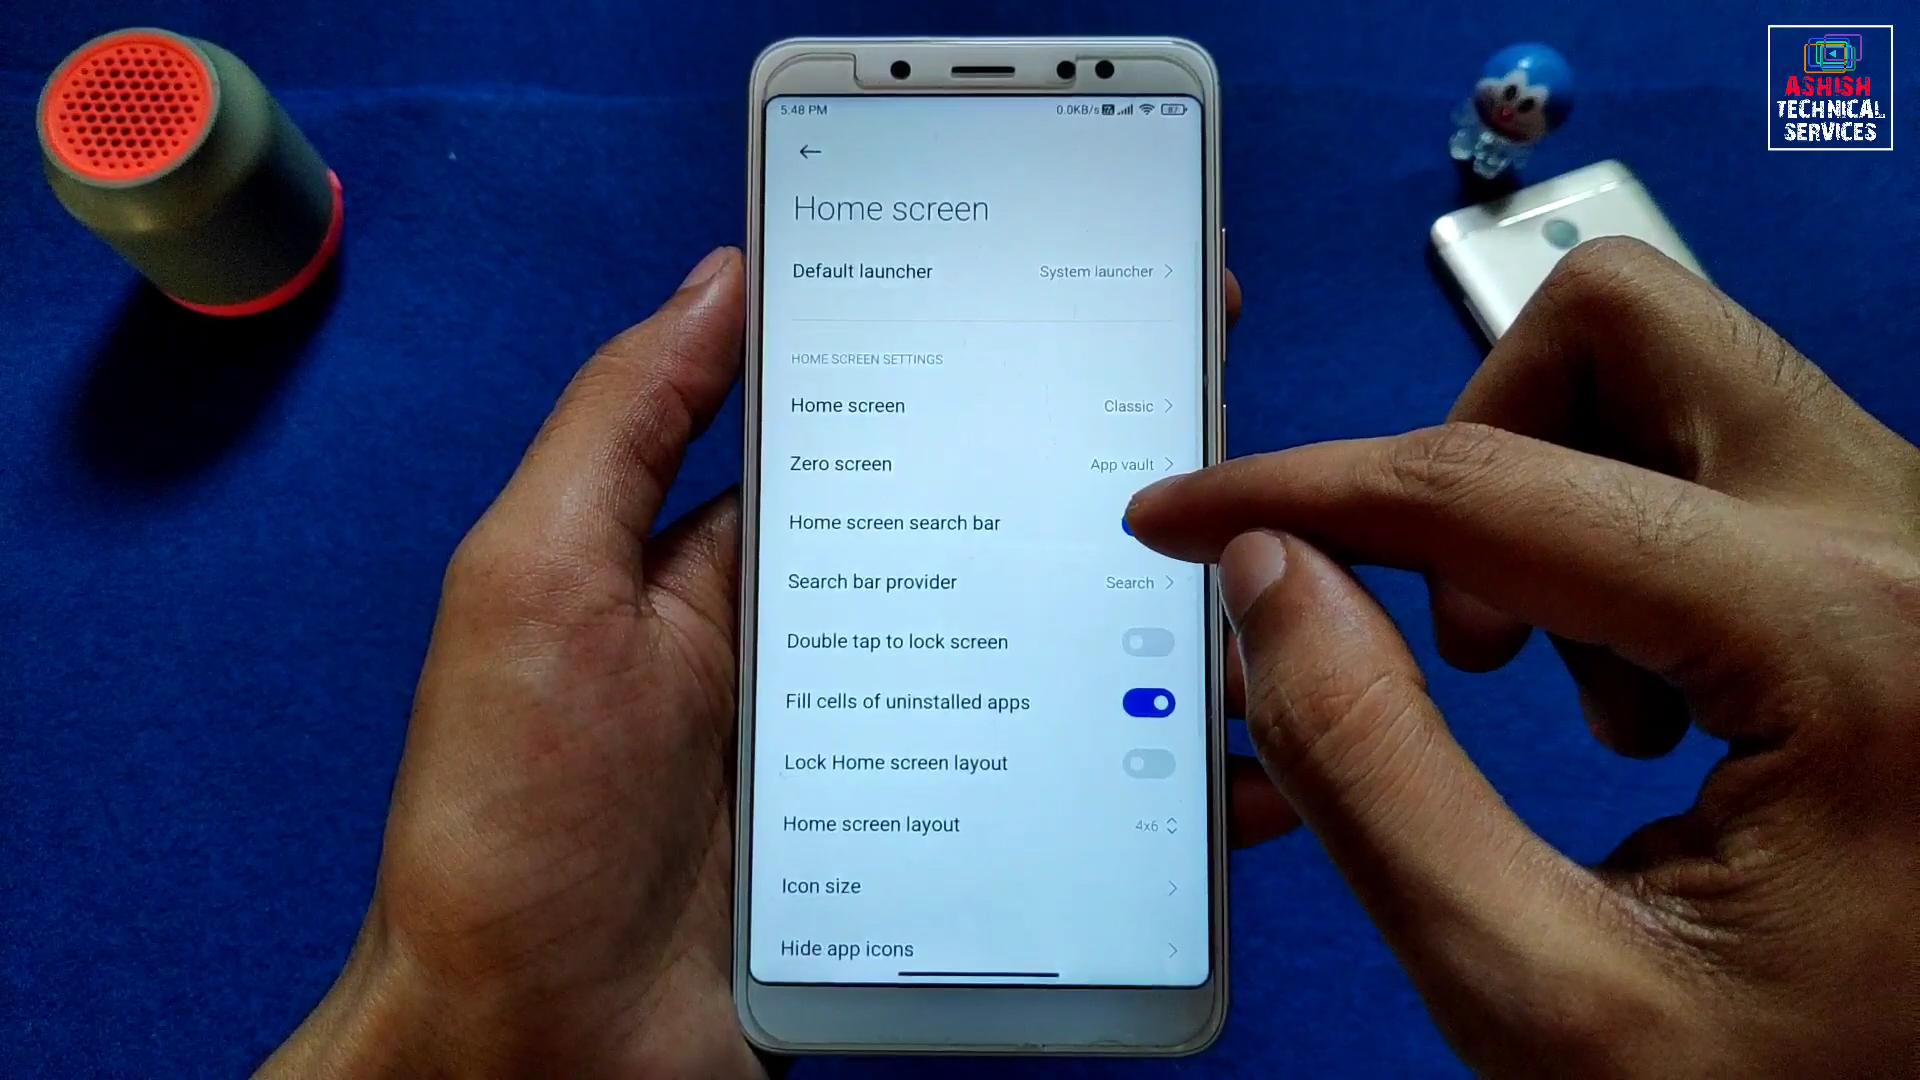 5:48 PM 0.0KB/s 87
Home screen
Default launcher System launcher
HOME SCREEN SETTINGS
Home screen Classic
Zero screen App vault
Home screen search bar
Search bar provider Search
Double tap to lock screen
Fill cells of uninstalled apps
Lock Home screen layout
Home screen layout 4x6
Icon size
Hide app icons
ASHISH
TECHNICAL
SERVICES